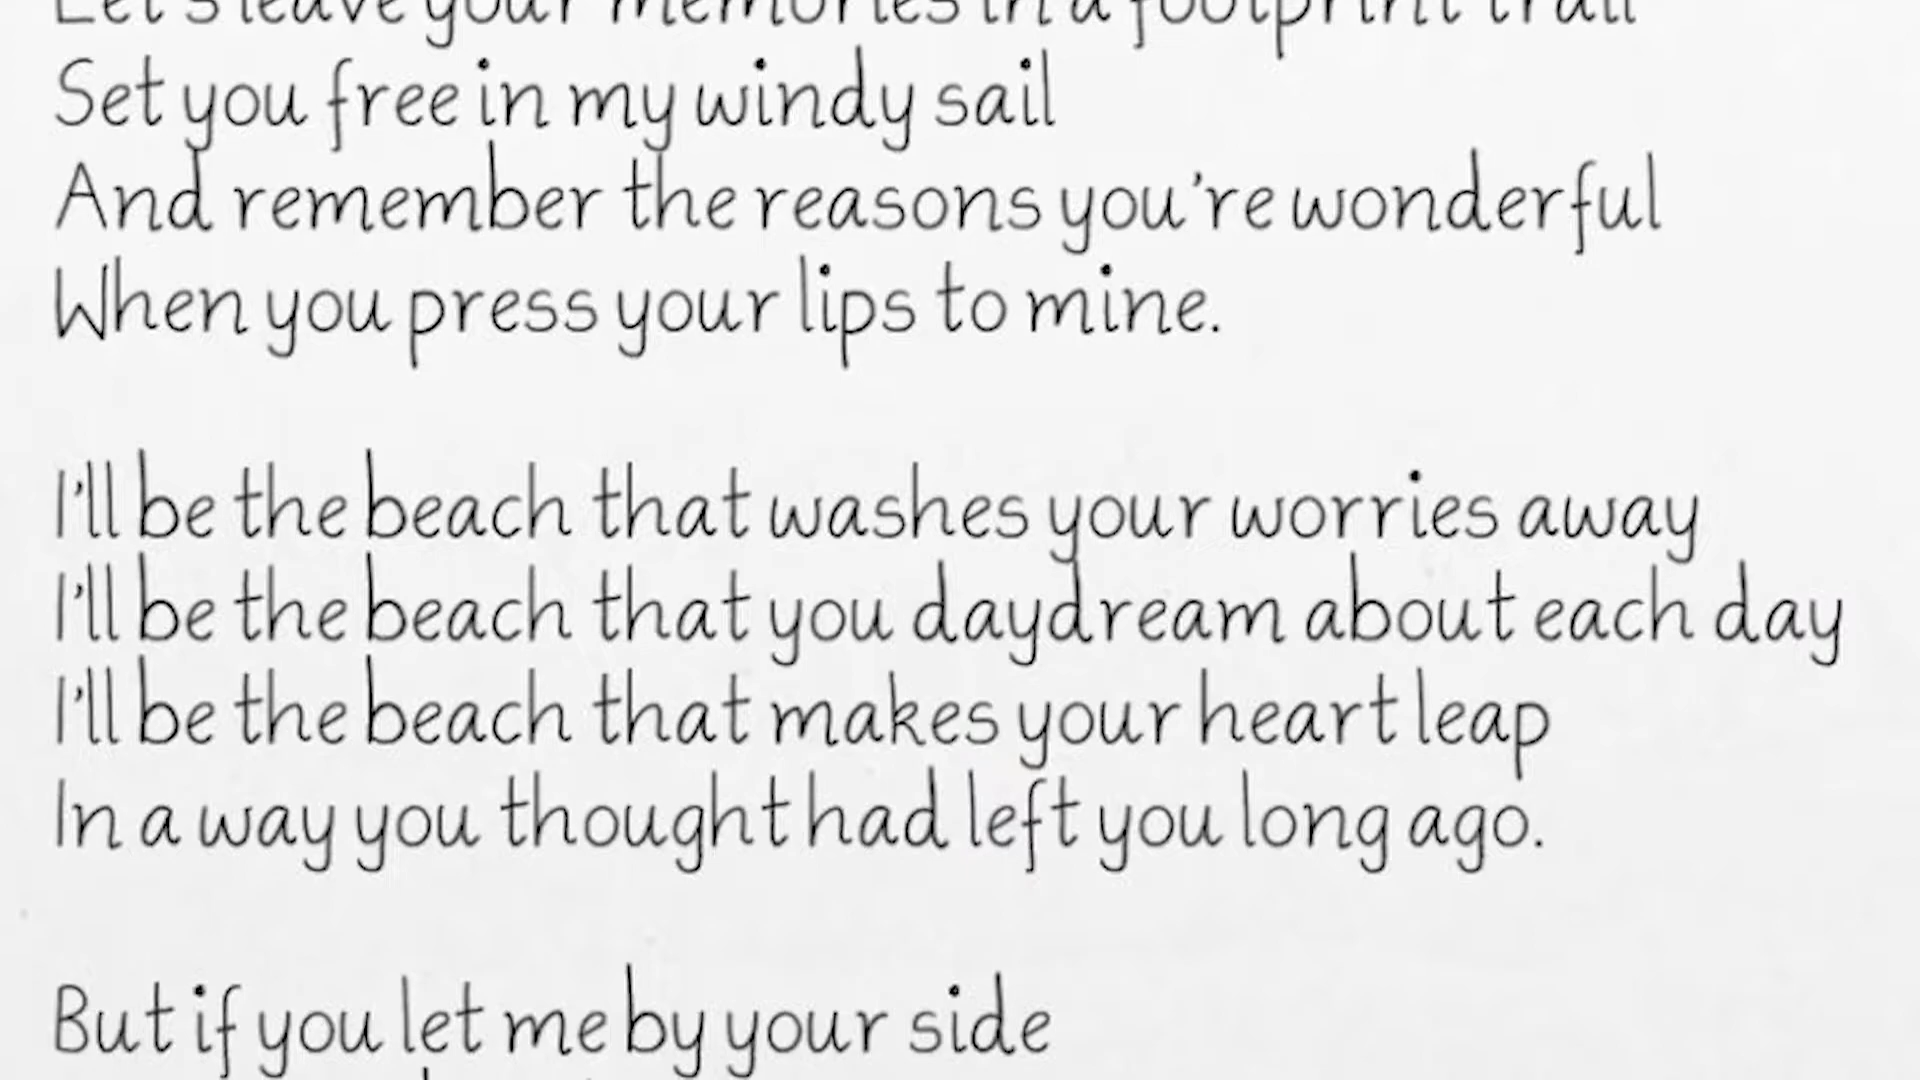 Let's leave your memories in a footprint trail
Set you free in my windy sail
And remember the reasons you're wonderful
When you press your lips to mine.
I'll be the beach that washes your worries away
I'll be the beach that you daydream about each day
I'll be the beach that makes your heart leap
In a way you thought had left you long ago.
But if you let me by your side